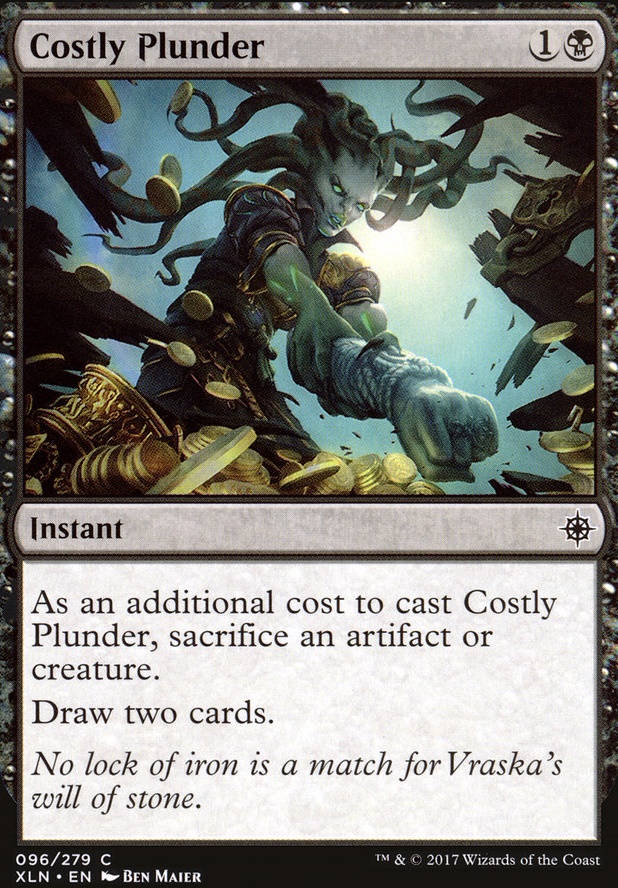 Costly Plunder 1
Instant
As an additional cost to cast Costly
Plunder, sacrifice an artifact or
creature.
Draw two cards.
No lock of iron is a match for Vraska's
will of stone.
096/279 C
XLN • EN Ben Maier
™ & © 2017 Wizards of the Coast